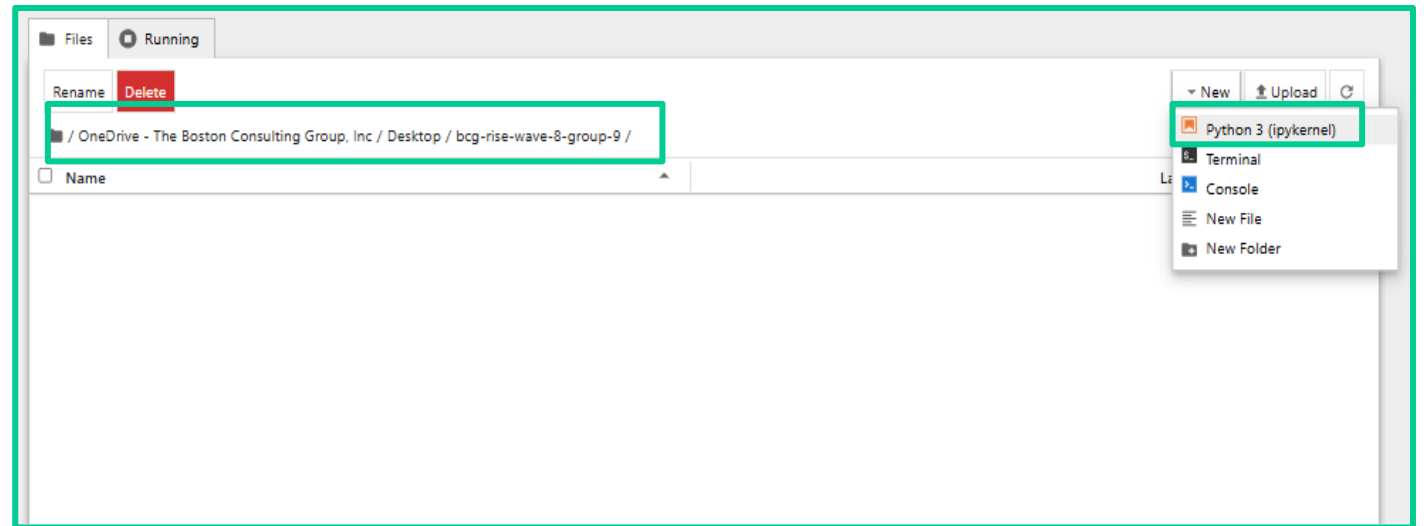 Files Running
Rename Delete New Upload
/ OneDrive - The Boston Consulting Group, Inc / Desktop / bcg-rise-wave-8-group-9 /
Python 3 (ipykernel)
Terminal
Name
Console
New File
New Folder